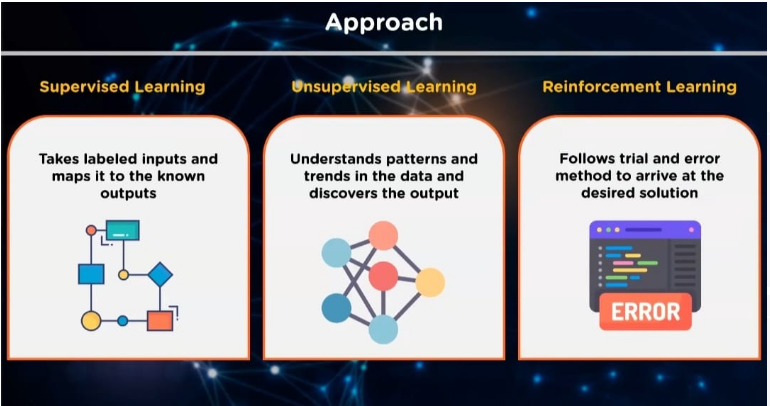 Approach
Supervised Learning
Unsupervised Learning
Reinforcement Learning
Takes labeled inputs and
maps it to the known
outputs
Understands patterns and
trends in the data and
discovers the output
Follows trial and error
method to arrive at the
desired solution
ERROR